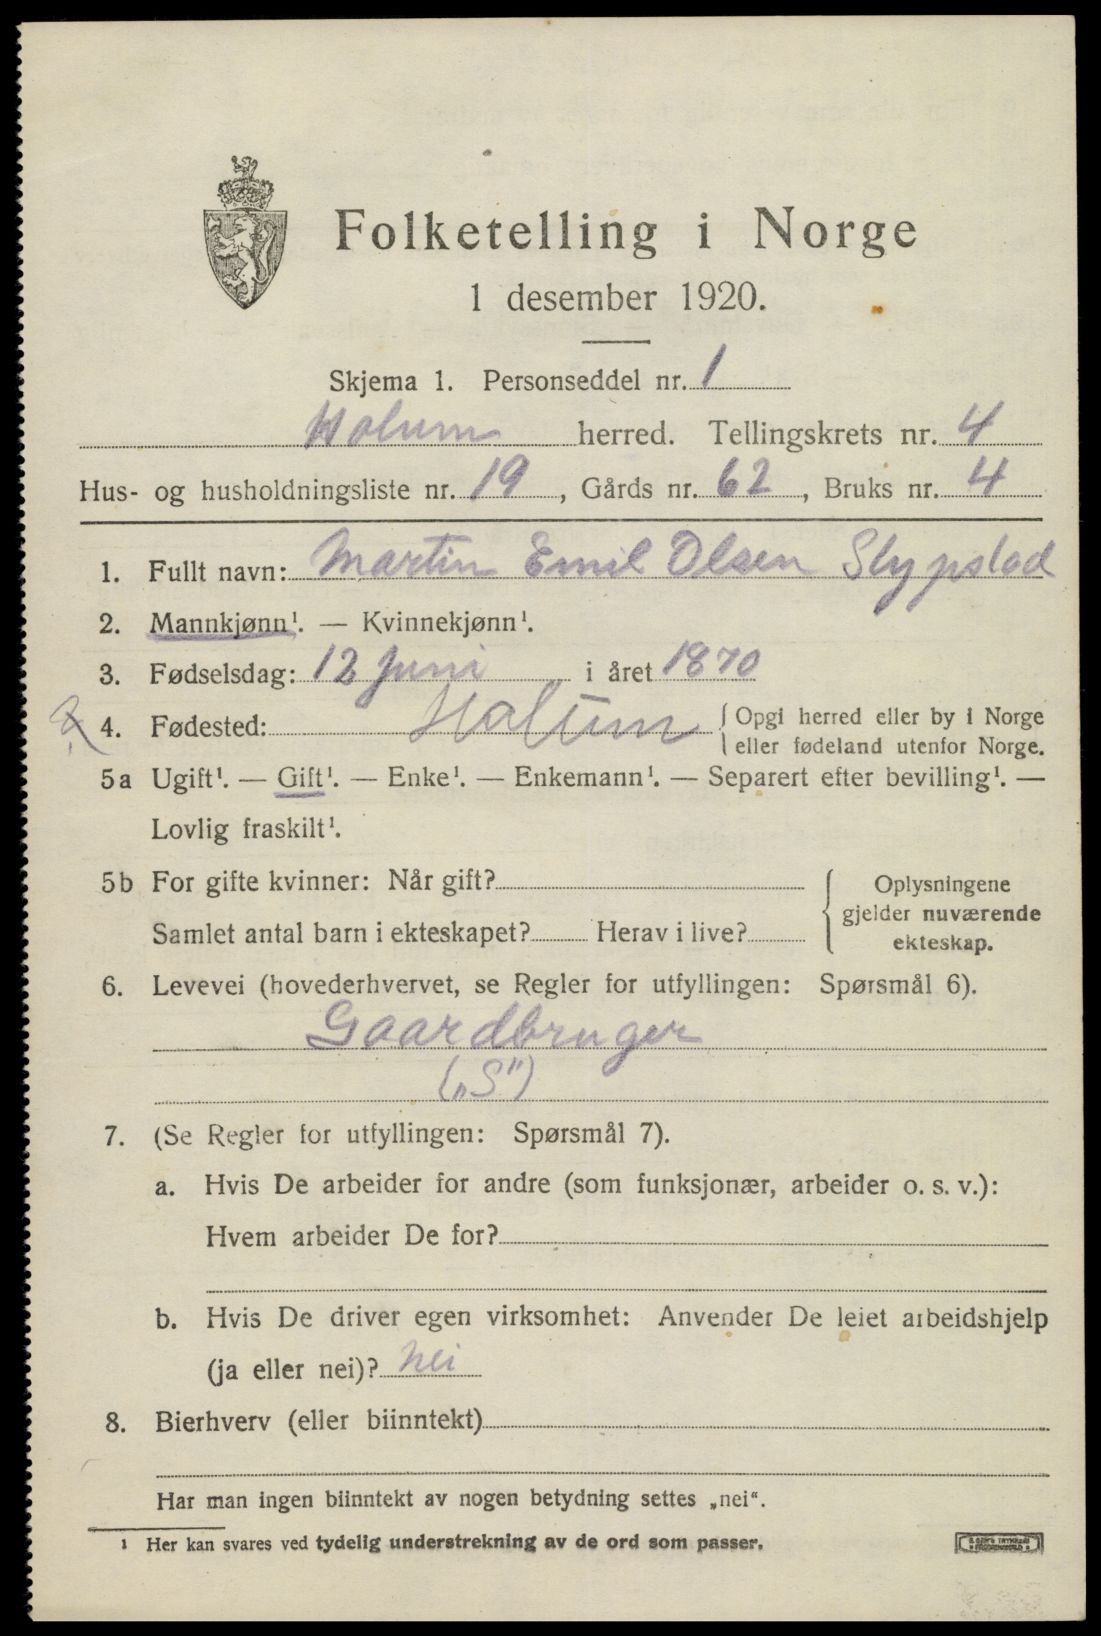 Folketelling i Norge
1 desember 1920.
Skjema 1. Personseddel nr. 1
Holum herred. Tellingskrets nr. 4
Hus- og husholdningsliste nr. 19, Gårds nr. 62, Bruks nr. 4
1. Fullt navn: Martin Emil Olsen Slypstad
2. Mannkjønn¹. — Kvinnekjønn¹.
3. Fødselsdag: 12 Juni i året 1870
4. Fødested: Holum { Opgi herred eller by i Norge
eller fødeland utenfor Norge.
5a Ugift¹. — Gift¹. — Enke¹. — Enkemann¹. — Separert efter bevilling¹. —
Lovlig fraskilt¹.
5b For gifte kvinner: Når gift?
Samlet antal barn i ekteskapet? Herav i live?
{ Oplysningene
gjelder nuværende
ekteskap.
6. Levevei (hovederhvervet, se Regler for utfyllingen: Spørsmål 6).
Gaardbruger
(„S")
7. (Se Regler for utfyllingen: Spørsmål 7).
a. Hvis De arbeider for andre (som funksjonær, arbeider o. s. v.):
Hvem arbeider De for?
b. Hvis De driver egen virksomhet: Anvender De leiet arbeidshjelp
(ja eller nei)? Nei
8. Bierhverv (eller biinntekt)
Har man ingen biinntekt av nogen betydning settes „nei“.
¹ Her kan svares ved tydelig understrekning av de ord som passer.